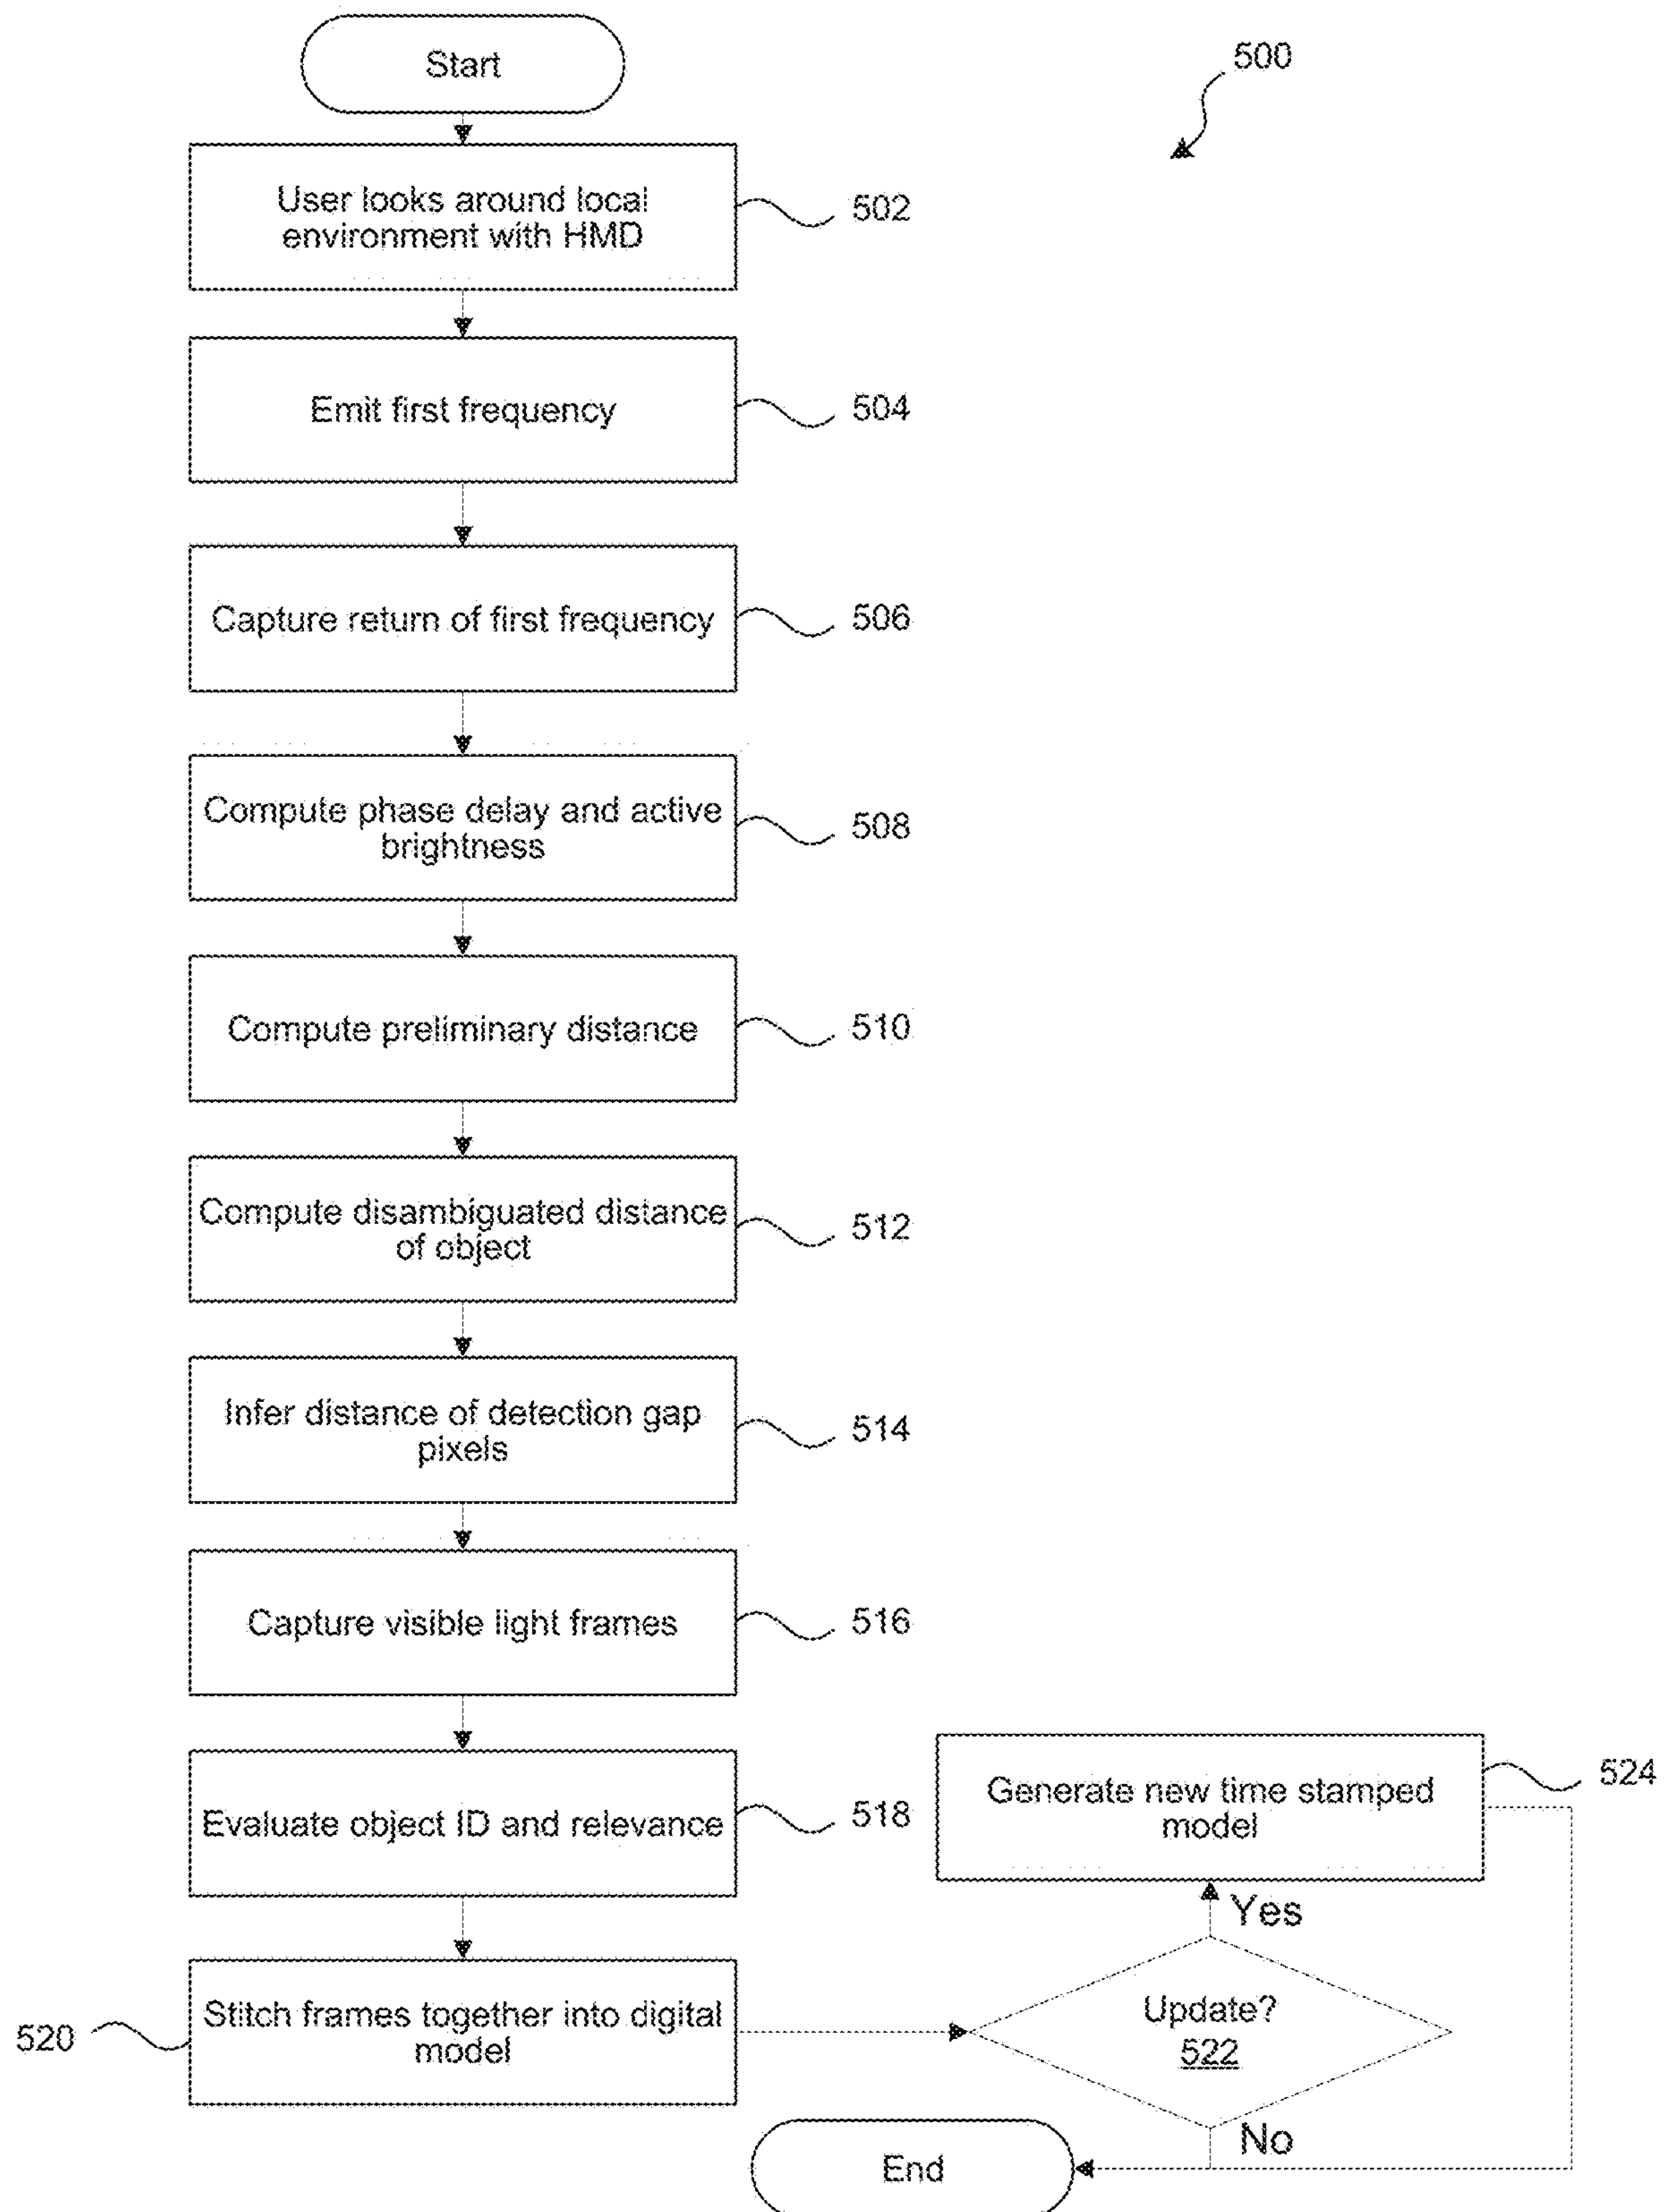 Start
500
User looks around local
environment with HMD
502
Emit first frequency
504
Capture return of first frequency
506
Compute phase delay and active
brightness
508
Compute preliminary distance
510
Compute disambiguated distance
of object
512
Infer distance of detection gap
pixels
514
Capture visible light frames
516
Evaluate object ID and relevance
518
Generate new time stamped
model
524
Yes
Stitch frames together into digital
model
520
Update?
522
No
End